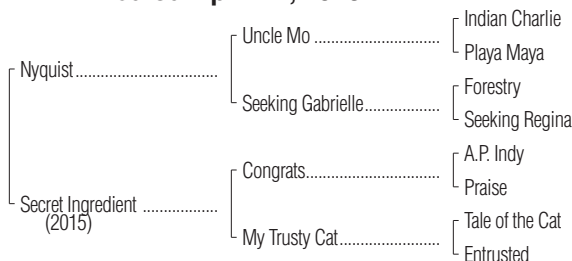 Uncle Mo
Indian Charlie
Playa Maya
Nyquist
Seeking Gabrielle
Forestry
Seeking Regina
Secret Ingredient
(2015)
Congrats
A.P. Indy
Praise
My Trusty Cat
Tale of the Cat
Entrusted